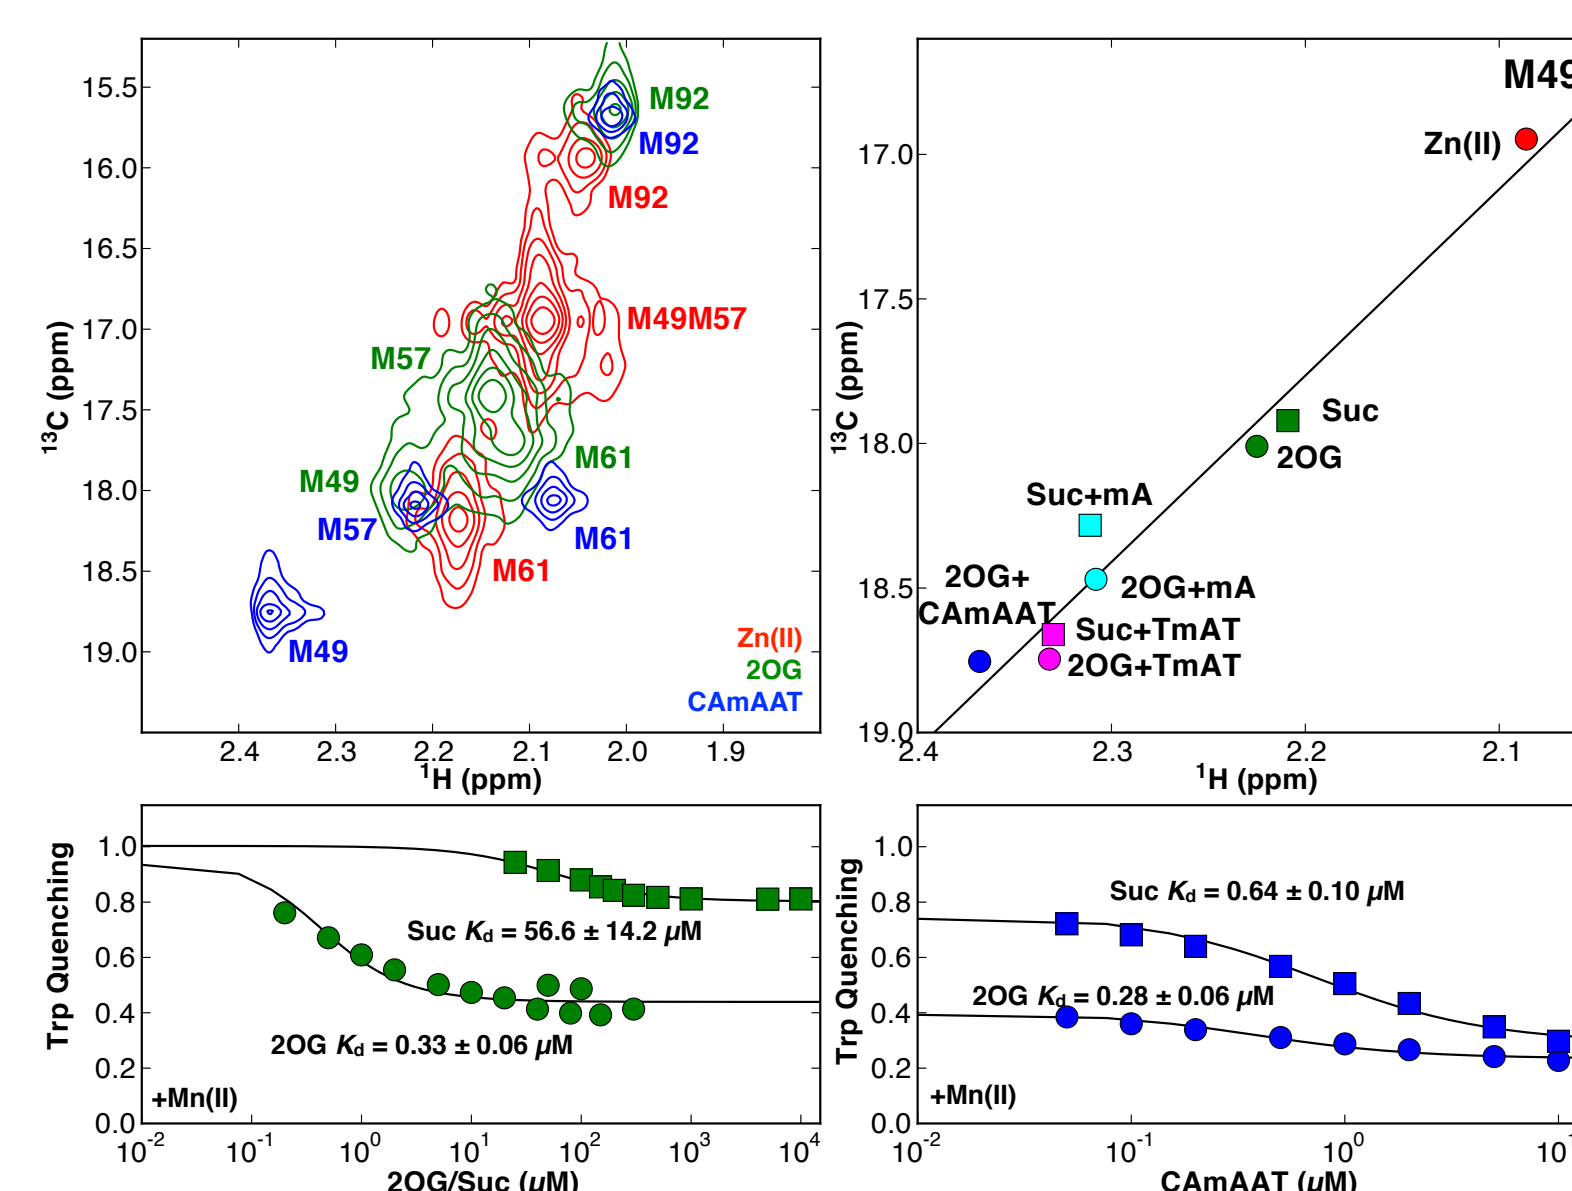 15.5
16.0
16.5
17.0
17.5
18.0
18.5
19.0
13C (ppm)
M92
M92
M92
M49M57
M57
M61
M49
M57
M61
M61
M49
Zn(II)
2OG
CAmAAT
2.4 2.3 2.2 2.1 2.0 1.9
1H (ppm)
M49
17.0
17.5
18.0
18.5
19.0
13C (ppm)
Zn(II)
Suc
2OG
Suc+mA
2OG+
CAmAAT
2OG+mA
Suc+TmAT
2OG+TmAT
2.4 2.3 2.2 2.1
1H (ppm)
1.0
0.8
0.6
0.4
0.2
0.0
Trp Quenching
Suc Kd = 56.6 ± 14.2 μM
2OG Kd = 0.33 ± 0.06 μM
+Mn(II)
10-2 10-1 100 101 102 103 104
2OG/Suc (μM)
1.0
0.8
0.6
0.4
0.2
0.0
Trp Quenching
Suc Kd = 0.64 ± 0.10 μM
2OG Kd = 0.28 ± 0.06 μM
+Mn(II)
10-2 10-1 100 101
CAmAAT (μM)